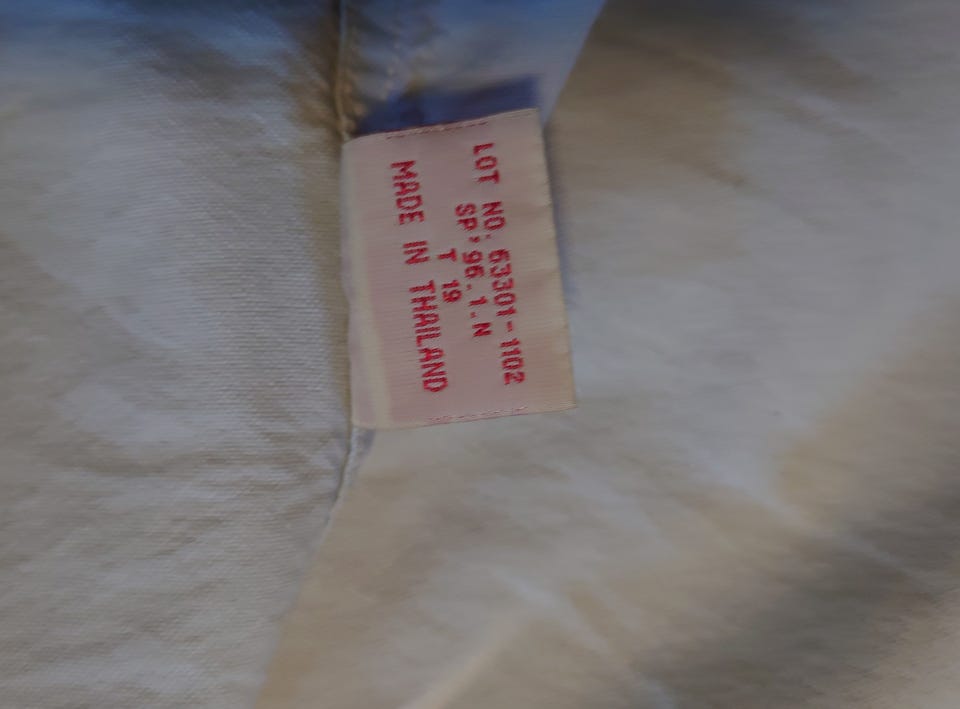 LOT NO. 63301-1102
SP; 96. 1. N
T 19
MADE IN THAILAND